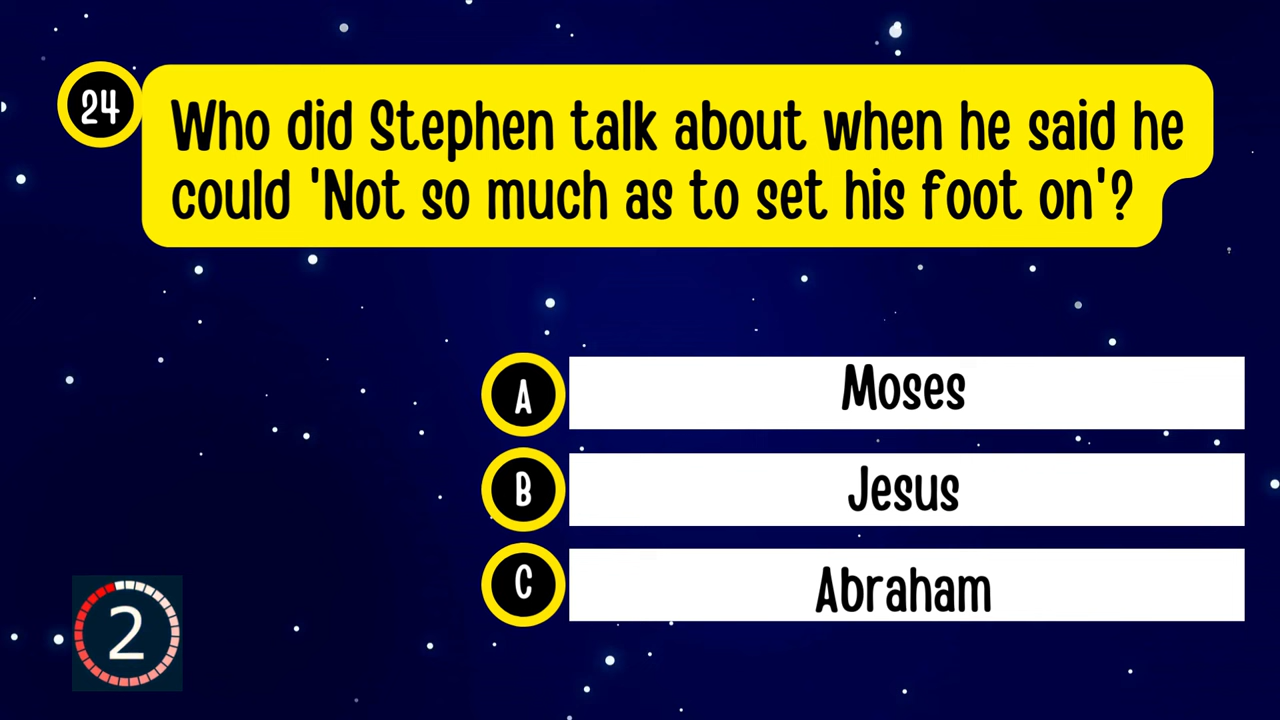 24
Who did Stephen talk about when he said he
could 'Not so much as to set his foot on'?
A
Moses
B
Jesus
C
Abraham
2